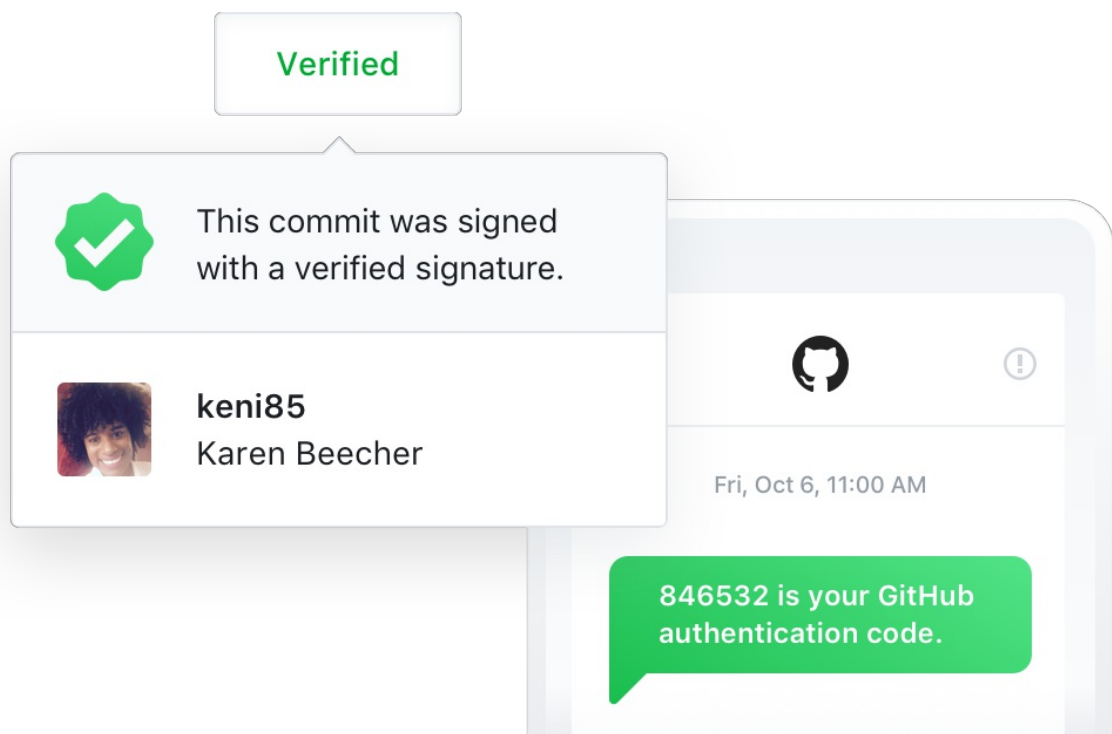 Verified
This commit was signed
with a verified signature.
keni85
Karen Beecher
Fri, Oct 6, 11:00 AM
846532 is your GitHub
authentication code.